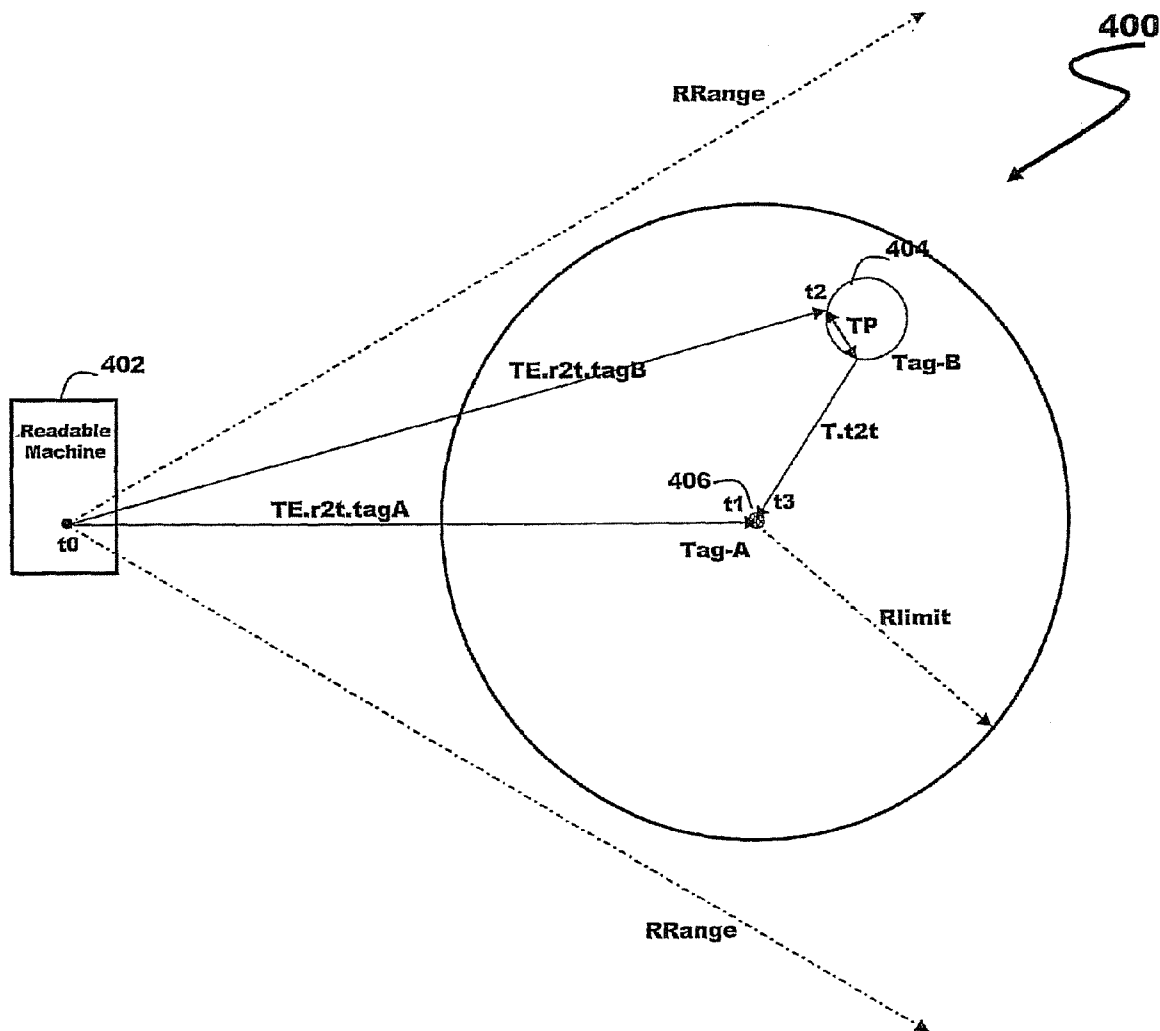 400
RRange
404
t2
TP
TE.r2t.tagB
Tag-B
402
Readable
Machine
T.t2t
406
t1
t3
TE.r2t.tagA
t0
Tag-A
Rlimit
RRange